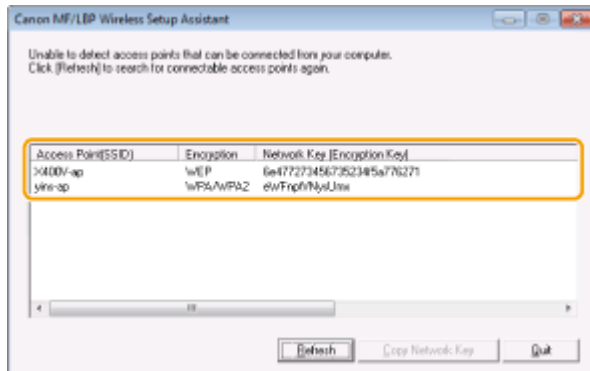 Canon MF/LBP Wireless Setup Assistant
Unable to detect access points that can be connected from your computer.
Click [Refresh] to search for connectable access points again.
Access Point(SSID) Encryption Network Key [Encryption Key]
X400V-ap WEP
yins-ap WPA/WPA2
Refresh Copy Network Key Quit